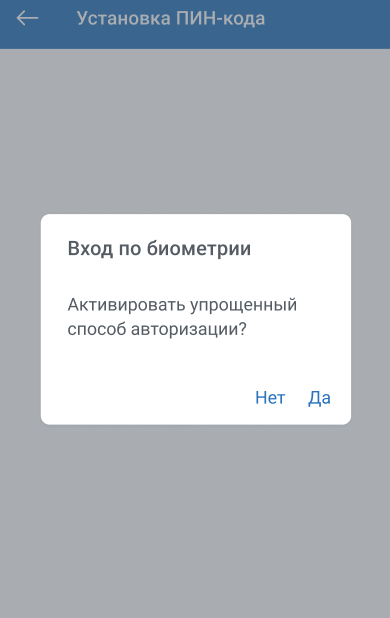 Установка ПИН-кода
Вход по биометрии
Активировать упрощенный
способ авторизации?
Нет Да